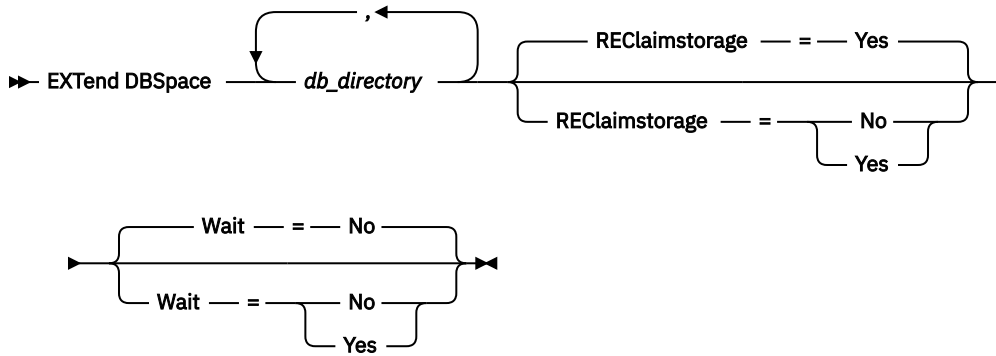 ,
REClaimstorage = Yes
EXTend DBSpace db_directory
REClaimstorage = No
Yes
Wait = No
Wait = No
Yes